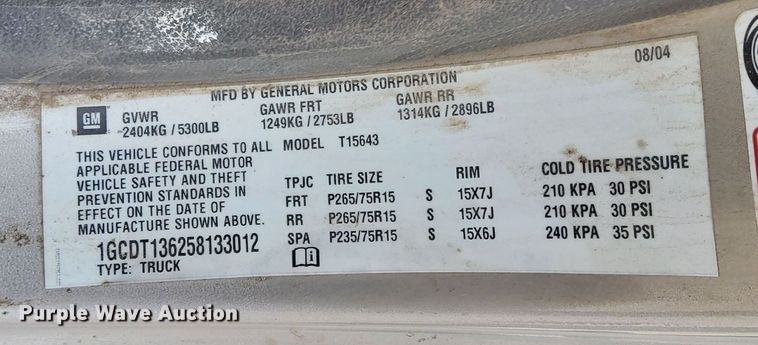 08/04
MFD BY GENERAL MOTORS CORPORATION
GM GVWR GAWR FRT GAWR RR
2404KG / 5300LB 1249KG / 2753LB 1314KG / 2896LB
THIS VEHICLE CONFORMS TO ALL MODEL T15643
APPLICABLE FEDERAL MOTOR
VEHICLE SAFETY AND THEFT TPJC TIRE SIZE RIM COLD TIRE PRESSURE
PREVENTION STANDARDS IN FRT P265/75R15 S 15X7J 210 KPA 30 PSI
EFFECT ON THE DATE OF RR P265/75R15 S 15X7J 210 KPA 30 PSI
MANUFACTURE SHOWN ABOVE. SPA P235/75R15 S 15X6J 240 KPA 35 PSI
1GCDT136258133012
TYPE: TRUCK
Purple Wave Auction